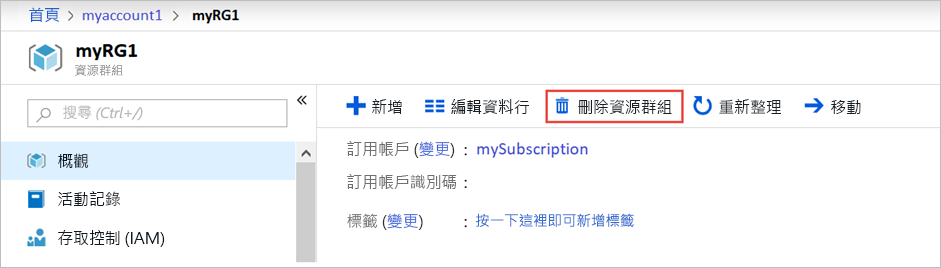 首頁 > myaccount1 > myRG1
myRG1
資源群組
搜尋 (Ctrl+/)
«
新增 編輯資料行 刪除資源群組 重新整理 移動
概觀
活動記錄
存取控制 (IAM)
訂用帳戶 (變更) : mySubscription
訂用帳戶識別碼 :
標籤 (變更) : 按一下這裡即可新增標籤